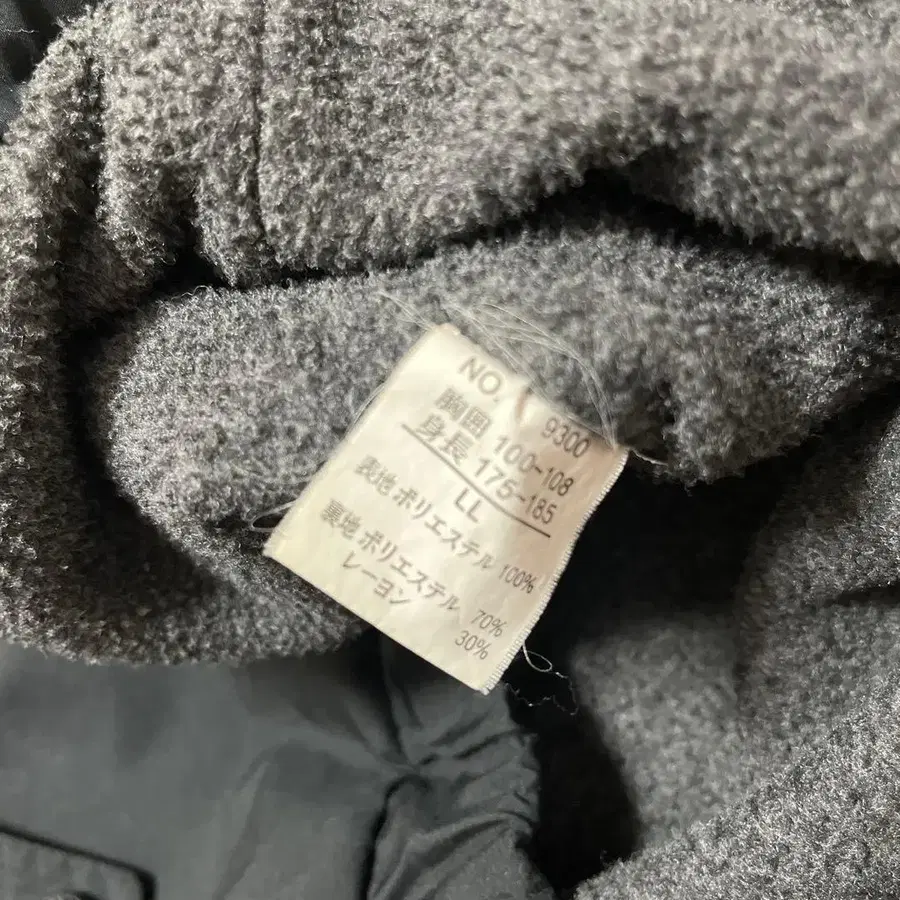 NO. 9300
胸囲 100-108
身長 175-185
LL
表地 ポリエステル 100%
裏地 ポリエステル 70%
レーヨン 30%